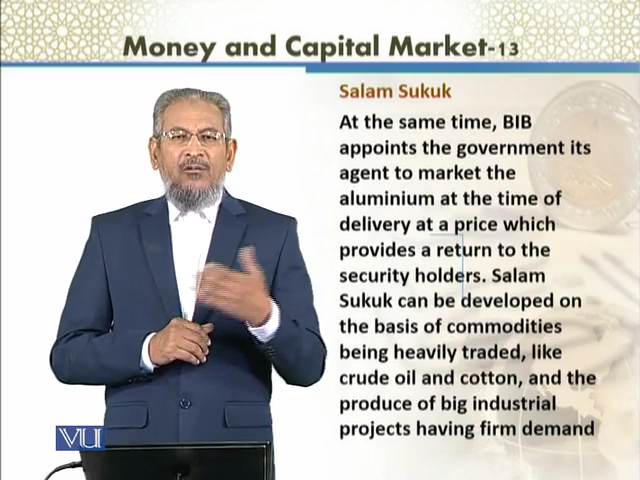 Money and Capital Market-13
Salam Sukuk
At the same time, BIB
appoints the government its
agent to market the
aluminium at the time of
delivery at a price which
provides a return to the
security holders. Salam
Sukuk can be developed on
the basis of commodities
being heavily traded, like
crude oil and cotton, and the
produce of big industrial
projects having firm demand
VU